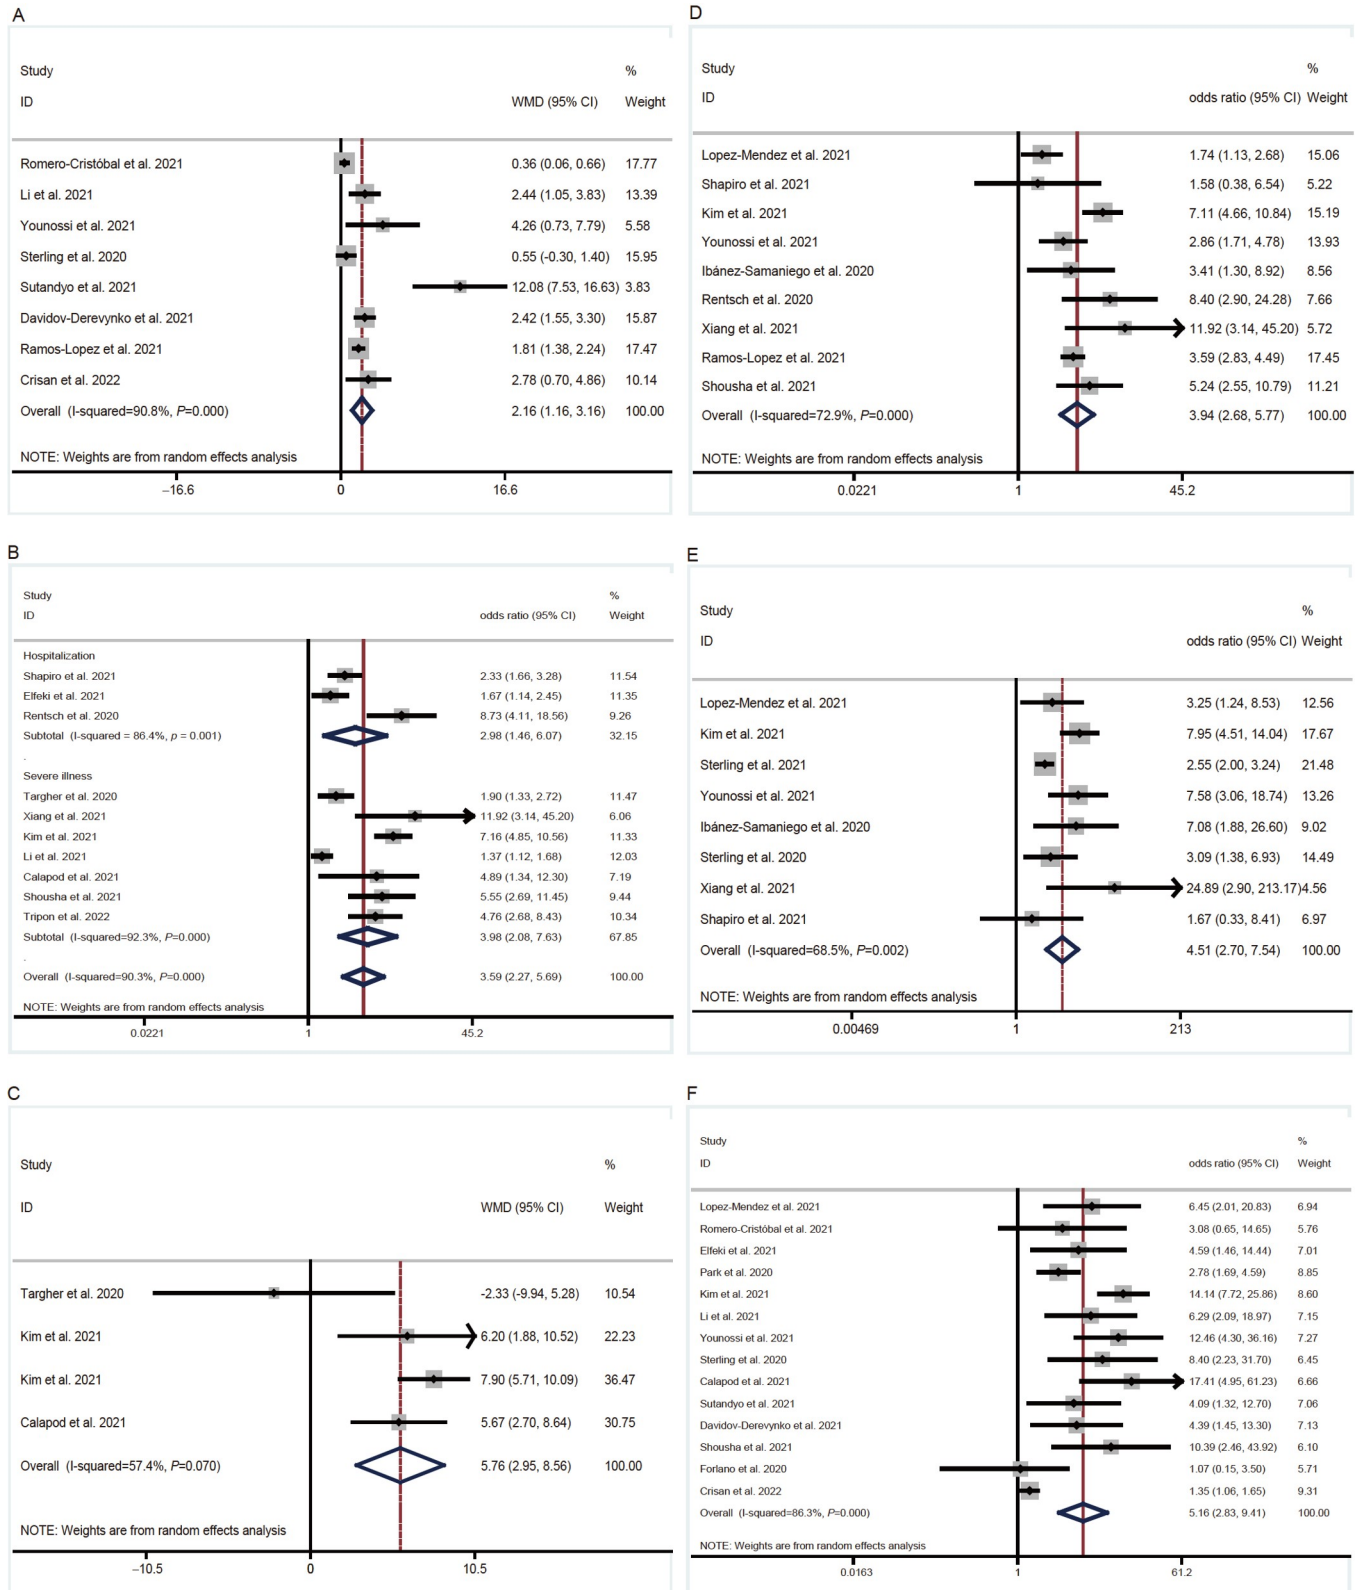 A
Study %
ID WMD (95% CI) Weight
Romero-Cristóbal et al. 2021 0.36 (0.06, 0.66) 17.77
Li et al. 2021 2.44 (1.05, 3.83) 13.39
Younossi et al. 2021 4.26 (0.73, 7.79) 5.58
Sterling et al. 2020 0.55 (-0.30, 1.40) 15.95
Sutandyo et al. 2021 12.08 (7.53, 16.63) 3.83
Davidov-Derevynko et al. 2021 2.42 (1.55, 3.30) 15.87
Ramos-Lopez et al. 2021 1.81 (1.38, 2.24) 17.47
Crisan et al. 2022 2.78 (0.70, 4.86) 10.14
Overall (I-squared=90.8%, P=0.000) 2.16 (1.16, 3.16) 100.00
NOTE: Weights are from random effects analysis
–16.6 0 16.6
B
Study %
ID odds ratio (95% CI) Weight
Hospitalization
Shapiro et al. 2021 2.33 (1.66, 3.28) 11.54
Elfeki et al. 2021 1.67 (1.14, 2.45) 11.35
Rentsch et al. 2020 8.73 (4.11, 18.56) 9.26
Subtotal (I-squared = 86.4%, p = 0.001) 2.98 (1.46, 6.07) 32.15
.
Severe illness
Targher et al. 2020 1.90 (1.33, 2.72) 11.47
Xiang et al. 2021 11.92 (3.14, 45.20) 6.06
Kim et al. 2021 7.16 (4.85, 10.56) 11.33
Li et al. 2021 1.37 (1.12, 1.68) 12.03
Calapod et al. 2021 4.89 (1.34, 12.30) 7.19
Shousha et al. 2021 5.55 (2.69, 11.45) 9.44
Tripon et al. 2022 4.76 (2.68, 8.43) 10.34
Subtotal (I-squared=92.3%, P=0.000) 3.98 (2.08, 7.63) 67.85
.
Overall (I-squared=90.3%, P=0.000) 3.59 (2.27, 5.69) 100.00
NOTE: Weights are from random effects analysis
0.0221 1 45.2
C
Study %
ID WMD (95% CI) Weight
Targher et al. 2020 -2.33 (-9.94, 5.28) 10.54
Kim et al. 2021 6.20 (1.88, 10.52) 22.23
Kim et al. 2021 7.90 (5.71, 10.09) 36.47
Calapod et al. 2021 5.67 (2.70, 8.64) 30.75
Overall (I-squared=57.4%, P=0.070) 5.76 (2.95, 8.56) 100.00
NOTE: Weights are from random effects analysis
–10.5 0 10.5
D
Study %
ID odds ratio (95% CI) Weight
Lopez-Mendez et al. 2021 1.74 (1.13, 2.68) 15.06
Shapiro et al. 2021 1.58 (0.38, 6.54) 5.22
Kim et al. 2021 7.11 (4.66, 10.84) 15.19
Younossi et al. 2021 2.86 (1.71, 4.78) 13.93
Ibánez-Samaniego et al. 2020 3.41 (1.30, 8.92) 8.56
Rentsch et al. 2020 8.40 (2.90, 24.28) 7.66
Xiang et al. 2021 11.92 (3.14, 45.20) 5.72
Ramos-Lopez et al. 2021 3.59 (2.83, 4.49) 17.45
Shousha et al. 2021 5.24 (2.55, 10.79) 11.21
Overall (I-squared=72.9%, P=0.000) 3.94 (2.68, 5.77) 100.00
NOTE: Weights are from random effects analysis
0.0221 1 45.2
E
Study %
ID odds ratio (95% CI) Weight
Lopez-Mendez et al. 2021 3.25 (1.24, 8.53) 12.56
Kim et al. 2021 7.95 (4.51, 14.04) 17.67
Sterling et al. 2021 2.55 (2.00, 3.24) 21.48
Younossi et al. 2021 7.58 (3.06, 18.74) 13.26
Ibánez-Samaniego et al. 2020 7.08 (1.88, 26.60) 9.02
Sterling et al. 2020 3.09 (1.38, 6.93) 14.49
Xiang et al. 2021 24.89 (2.90, 213.17) 4.56
Shapiro et al. 2021 1.67 (0.33, 8.41) 6.97
Overall (I-squared=68.5%, P=0.002) 4.51 (2.70, 7.54) 100.00
NOTE: Weights are from random effects analysis
0.00469 1 213
F
Study %
ID odds ratio (95% CI) Weight
Lopez-Mendez et al. 2021 6.45 (2.01, 20.83) 6.94
Romero-Cristóbal et al. 2021 3.08 (0.65, 14.65) 5.76
Elfeki et al. 2021 4.59 (1.46, 14.44) 7.01
Park et al. 2020 2.78 (1.69, 4.59) 8.85
Kim et al. 2021 14.14 (7.72, 25.86) 8.60
Li et al. 2021 6.29 (2.09, 18.97) 7.15
Younossi et al. 2021 12.46 (4.30, 36.16) 7.27
Sterling et al. 2020 8.40 (2.23, 31.70) 6.45
Calapod et al. 2021 17.41 (4.95, 61.23) 6.66
Sutandyo et al. 2021 4.09 (1.32, 12.70) 7.06
Davidov-Derevynko et al. 2021 4.39 (1.45, 13.30) 7.13
Shousha et al. 2021 10.39 (2.46, 43.92) 6.10
Forlano et al. 2020 1.07 (0.15, 3.50) 5.71
Crisan et al. 2022 1.35 (1.06, 1.65) 9.31
Overall (I-squared=86.3%, P=0.000) 5.16 (2.83, 9.41) 100.00
NOTE: Weights are from random effects analysis
0.0163 1 61.2